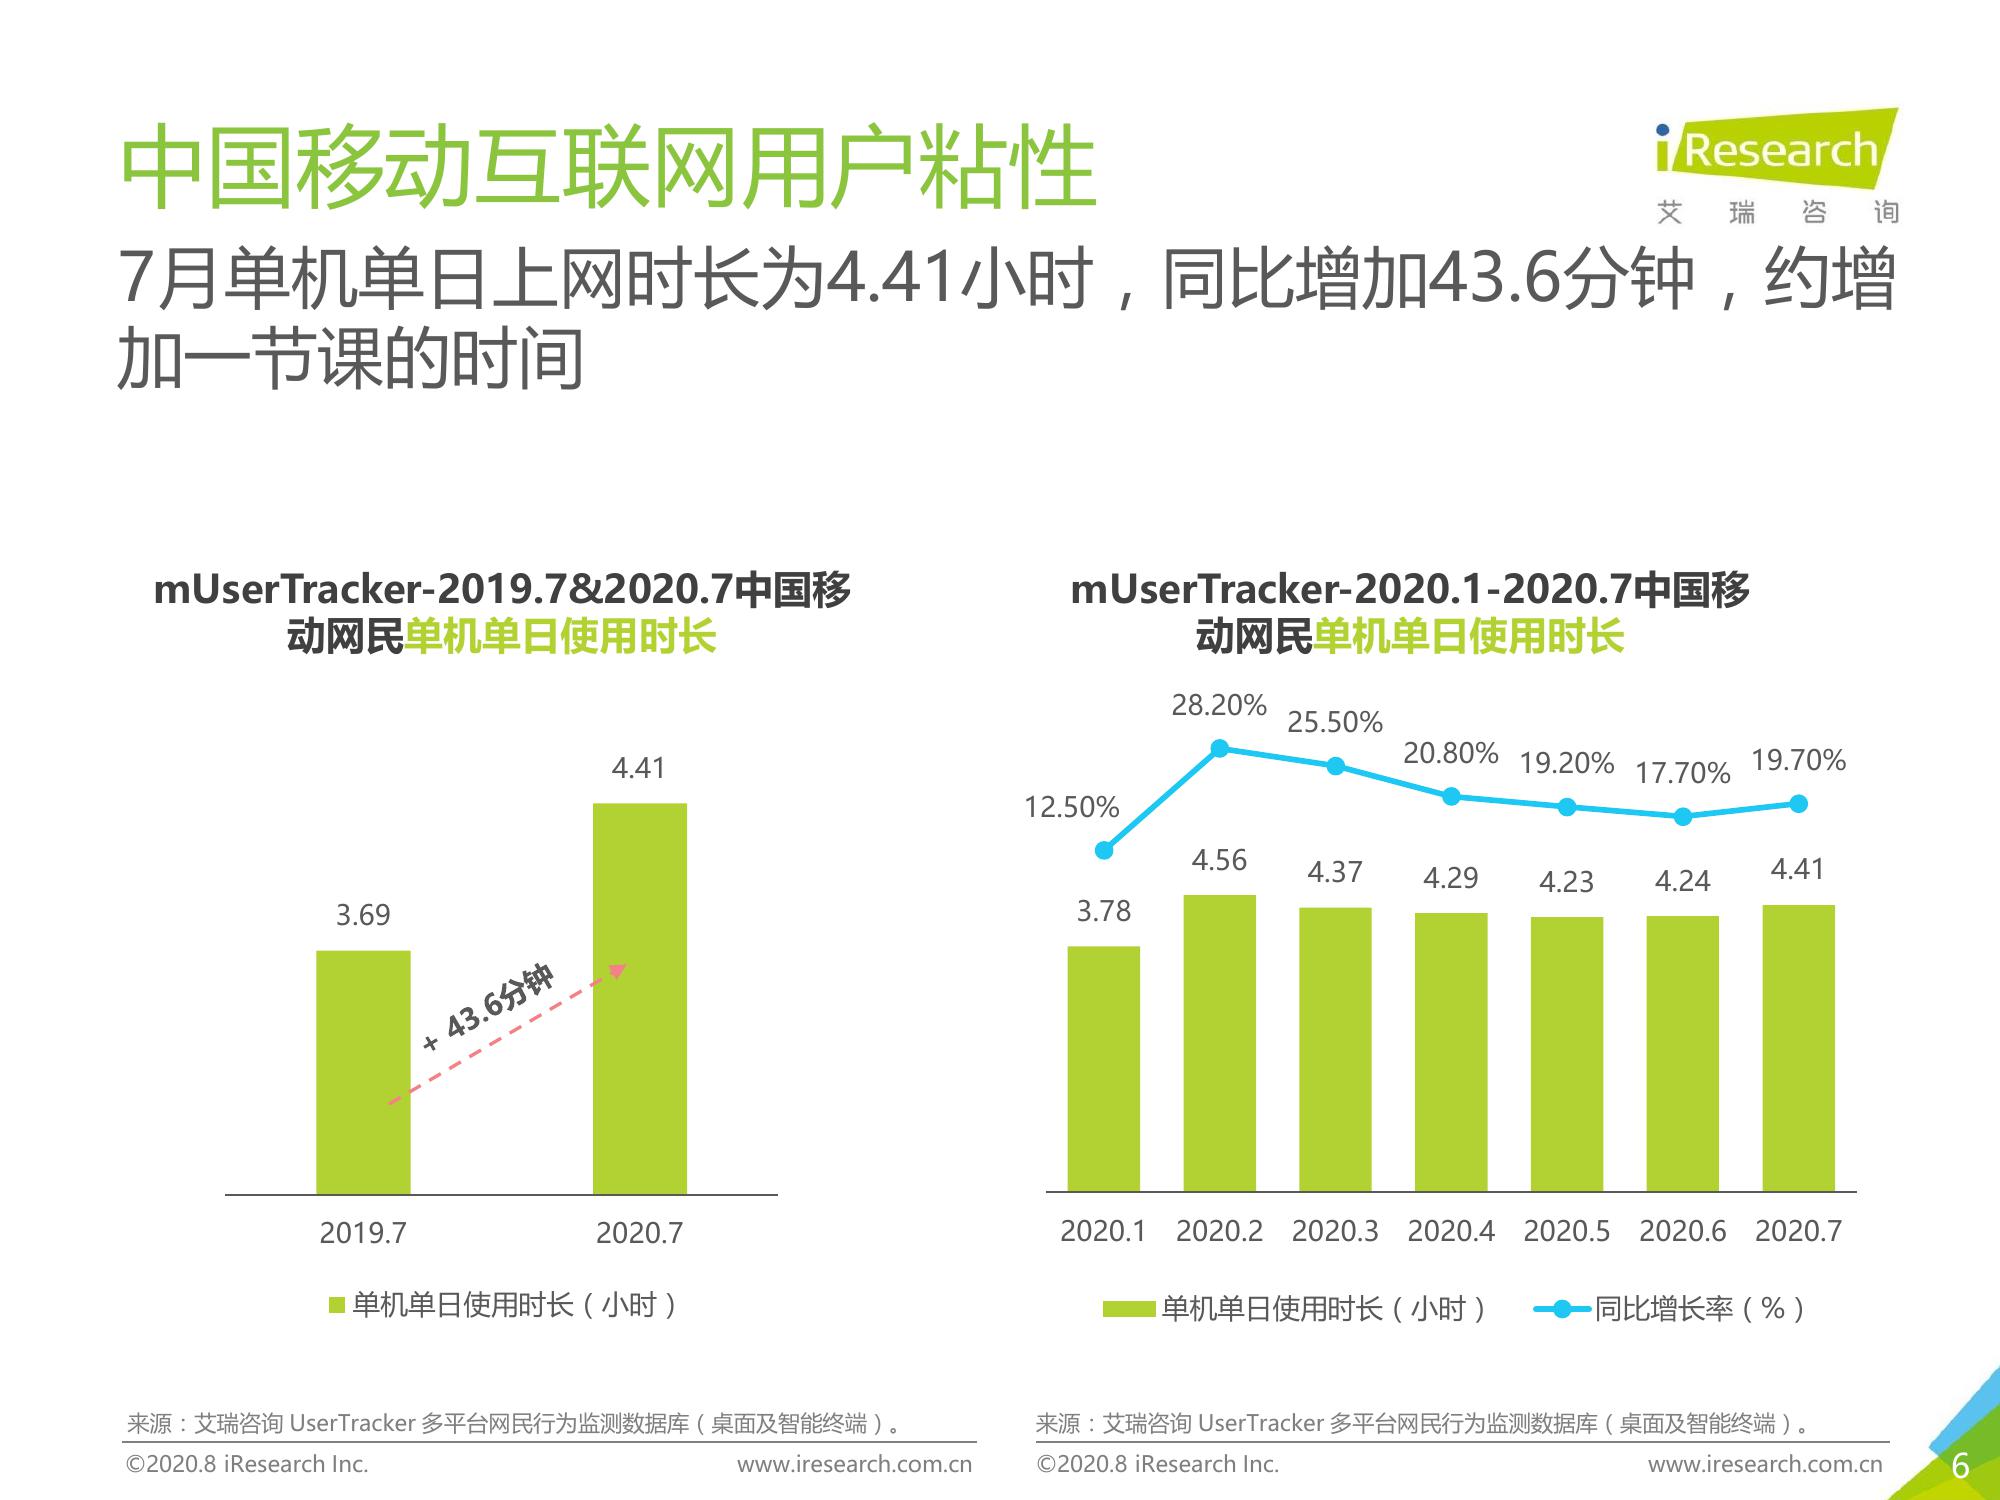 中国移动互联网用户粘性
iResearch
艾瑞咨询
7月单机单日上网时长为4.41小时，同比增加43.6分钟，约增
加一节课的时间
mUserTracker-2019.7&2020.7中国移
动网民单机单日使用时长
4.41
3.69
+ 43.6分钟
2019.7 2020.7
单机单日使用时长（小时）
mUserTracker-2020.1-2020.7中国移
动网民单机单日使用时长
12.50% 28.20% 25.50% 20.80% 19.20% 17.70% 19.70%
3.78 4.56 4.37 4.29 4.23 4.24 4.41
2020.1 2020.2 2020.3 2020.4 2020.5 2020.6 2020.7
单机单日使用时长（小时） 同比增长率（%）
来源：艾瑞咨询 UserTracker 多平台网民行为监测数据库（桌面及智能终端）。
©2020.8 iResearch Inc. www.iresearch.com.cn
来源：艾瑞咨询 UserTracker 多平台网民行为监测数据库（桌面及智能终端）。
©2020.8 iResearch Inc. www.iresearch.com.cn
6